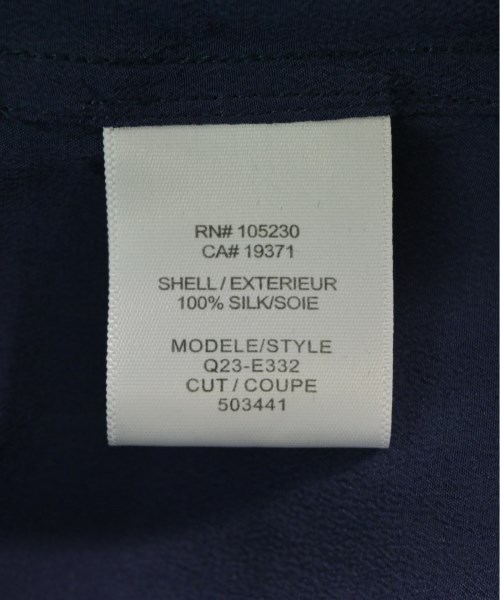 RN# 105230
CA# 19371
SHELL / EXTERIEUR
100% SILK/SOIE
MODELE/STYLE
Q23-E332
CUT / COUPE
503441